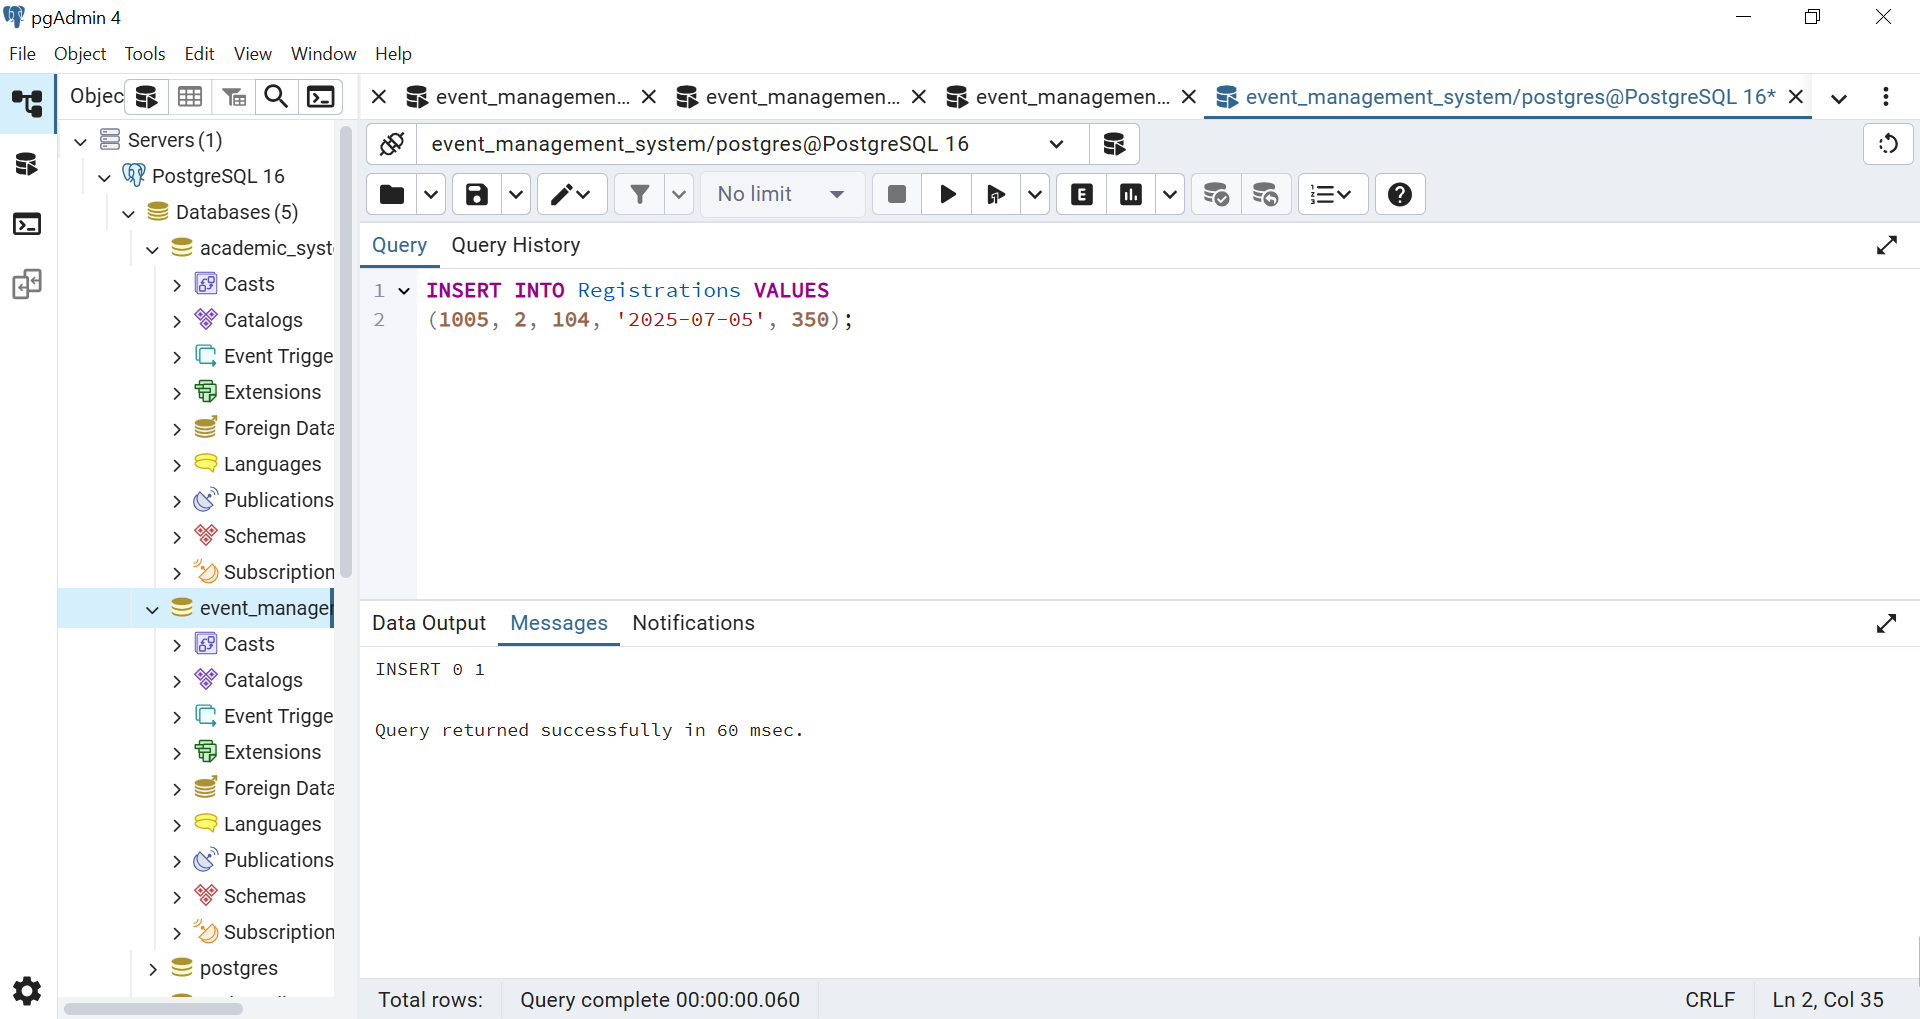 pgAdmin 4
File Object Tools Edit View Window Help
Objec
event_managemen...
event_managemen...
event_managemen...
event_management_system/postgres@PostgreSQL 16*
Servers (1)
PostgreSQL 16
Databases (5)
academic_syst
Casts
Catalogs
Event Trigge
Extensions
Foreign Data
Languages
Publications
Schemas
Subscription
event_manager
Casts
Catalogs
Event Trigge
Extensions
Foreign Data
Languages
Publications
Schemas
Subscription
postgres
event_management_system/postgres@PostgreSQL 16
No limit
E
Query Query History
1 INSERT INTO Registrations VALUES
2 (1005, 2, 104, '2025-07-05', 350);
Data Output Messages Notifications
INSERT 0 1
Query returned successfully in 60 msec.
Total rows: Query complete 00:00:00.060 CRLF Ln 2, Col 35